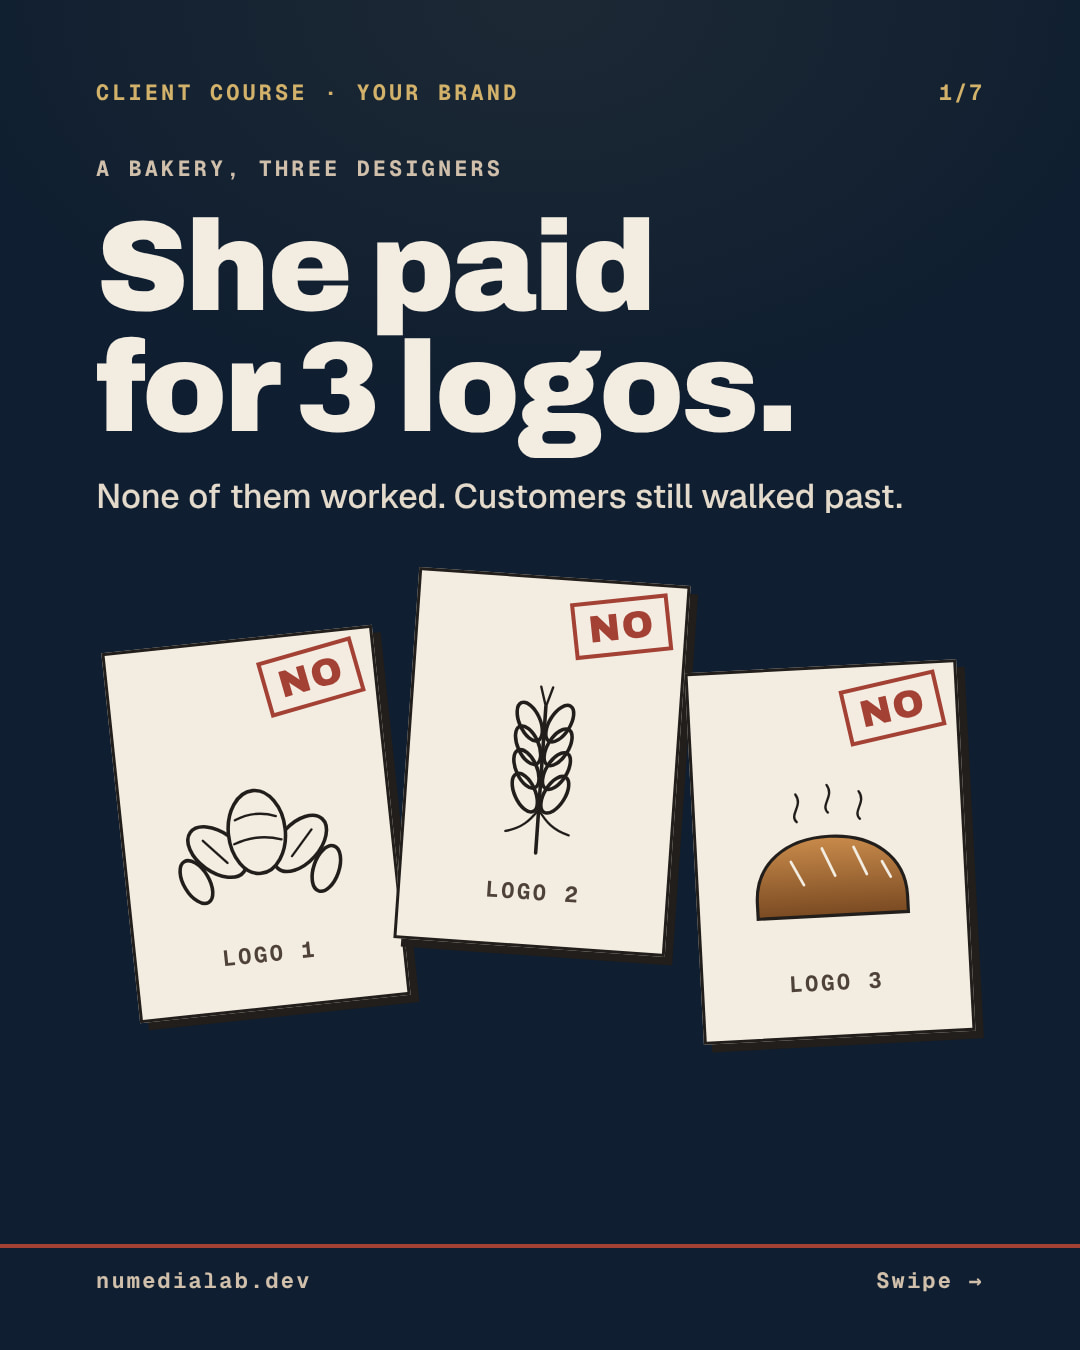 CLIENT COURSE · YOUR BRAND
1/7
A BAKERY, THREE DESIGNERS
She paid
for 3 logos.
None of them worked. Customers still walked past.
NO
LOGO 1
NO
LOGO 2
NO
LOGO 3
numedialab.dev
Swipe →